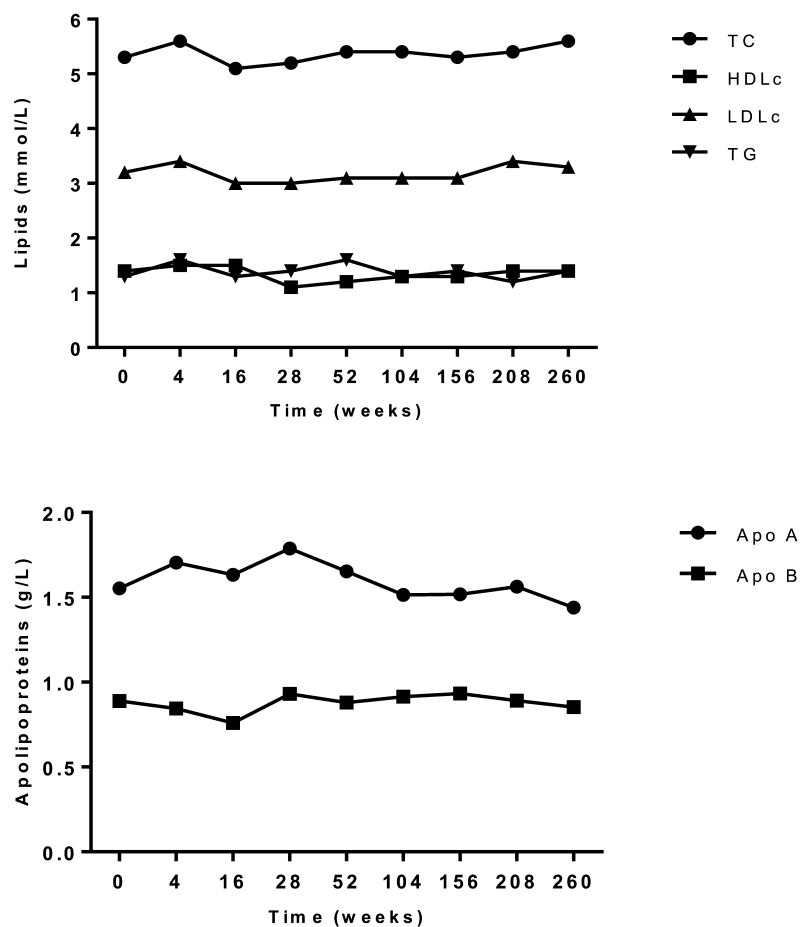 6
5
4
3
2
1
0
Lipids (mmol/L)
0 4 16 28 52 104 156 208 260
Time (weeks)
TC
HDLc
LDLc
TG
2.0
1.5
1.0
0.5
0.0
Apolipoproteins (g/L)
0 4 16 28 52 104 156 208 260
Time (weeks)
Apo A
Apo B